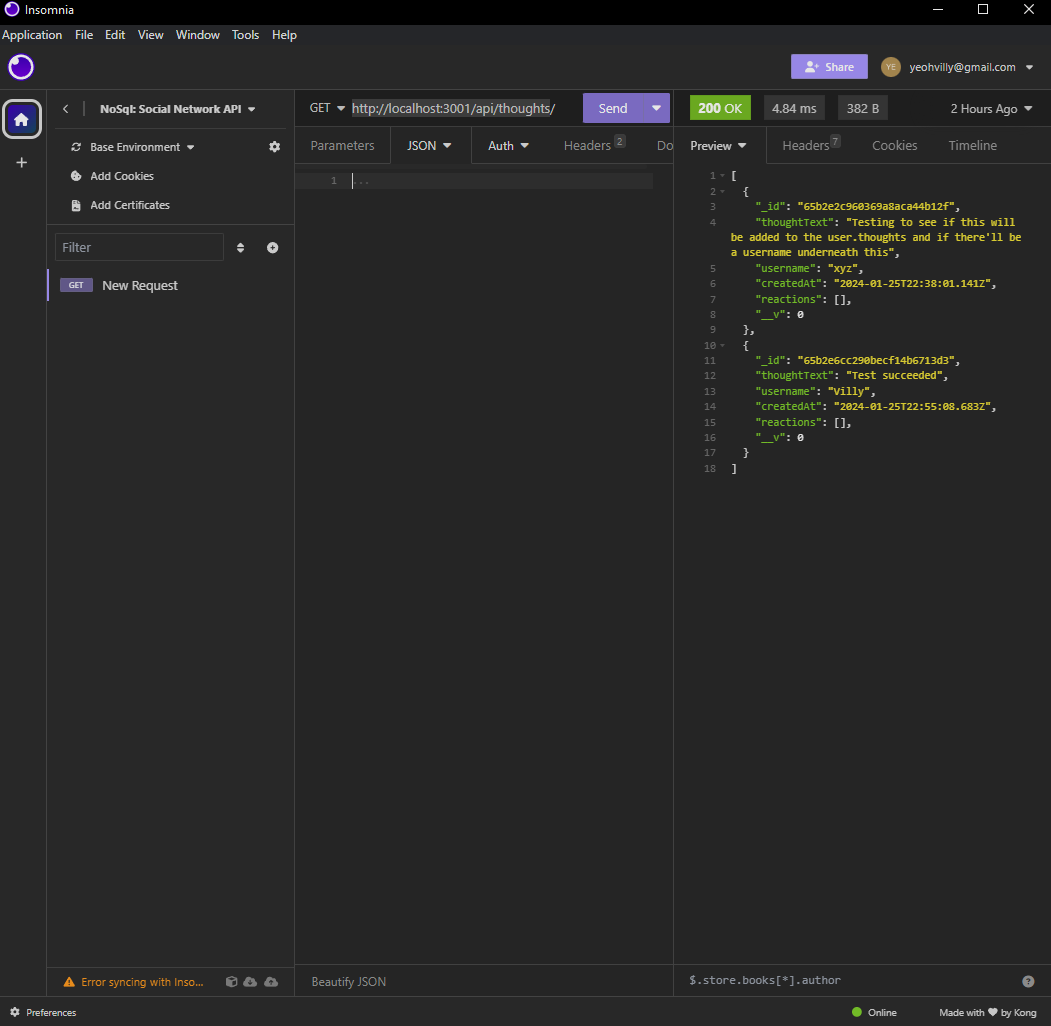 Insomnia
Application File Edit View Window Tools Help
Share YE yeohvilly@gmail.com
NoSql: Social Network API
Base Environment
Add Cookies
Add Certificates
Filter
GET New Request
GET http://localhost:3001/api/thoughts/ Send
Parameters JSON Auth Headers 2 Do
1 ...
200 OK 4.84 ms 382 B 2 Hours Ago
Preview Headers 7 Cookies Timeline
1 [
2 {
3 "_id": "65b2e2c960369a8aca44b12f",
4 "thoughtText": "Testing to see if this will
be added to the user.thoughts and if there'll be
a username underneath this",
5 "username": "xyz",
6 "createdAt": "2024-01-25T22:38:01.141Z",
7 "reactions": [],
8 "__v": 0
9 },
10 {
11 "_id": "65b2e6cc290becf14b6713d3",
12 "thoughtText": "Test succeeded",
13 "username": "Villy",
14 "createdAt": "2024-01-25T22:55:08.683Z",
15 "reactions": [],
16 "__v": 0
17 }
18 ]
Error syncing with Inso...
Beautify JSON
$.store.books[*].author
Preferences
Online
Made with ❤ by Kong